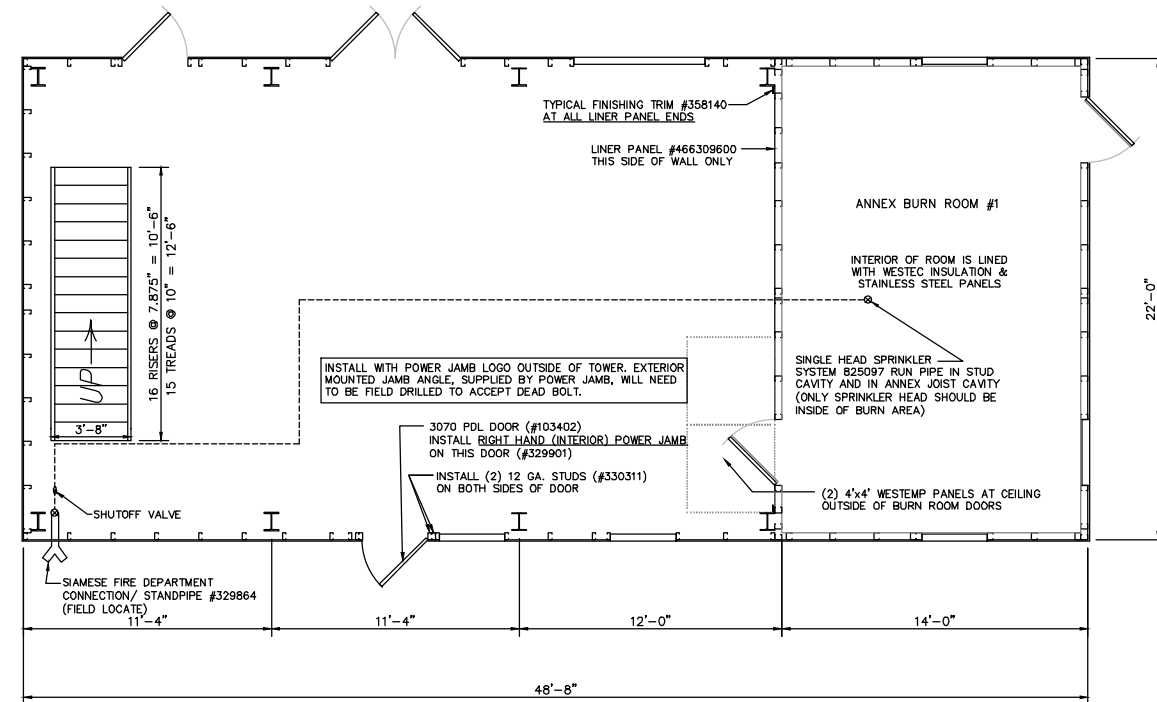 TYPICAL FINISHING TRIM #358140
AT ALL LINER PANEL ENDS
LINER PANEL #466309600
THIS SIDE OF WALL ONLY
ANNEX BURN ROOM #1
INTERIOR OF ROOM IS LINED
WITH WESTEC INSULATION &
STAINLESS STEEL PANELS
22'-0"
16 RISERS @ 7.875" = 10'-6"
15 TREADS @ 10" = 12'-6"
UP
3'-8"
INSTALL WITH POWER JAMB LOGO OUTSIDE OF TOWER. EXTERIOR
MOUNTED JAMB ANGLE, SUPPLIED BY POWER JAMB, WILL NEED
TO BE FIELD DRILLED TO ACCEPT DEAD BOLT.
SINGLE HEAD SPRINKLER
SYSTEM 825097 RUN PIPE IN STUD
CAVITY AND IN ANNEX JOIST CAVITY
(ONLY SPRINKLER HEAD SHOULD BE
INSIDE OF BURN AREA)
3070 PDL DOOR (#103402)
INSTALL RIGHT HAND (INTERIOR) POWER JAMB
ON THIS DOOR (#329901)
INSTALL (2) 12 GA. STUDS (#330311)
ON BOTH SIDES OF DOOR
(2) 4'x4' WESTEMP PANELS AT CEILING
OUTSIDE OF BURN ROOM DOORS
SHUTOFF VALVE
SIAMESE FIRE DEPARTMENT
CONNECTION/ STANDPIPE #329864
(FIELD LOCATE)
11'-4"
11'-4"
12'-0"
14'-0"
48'-8"